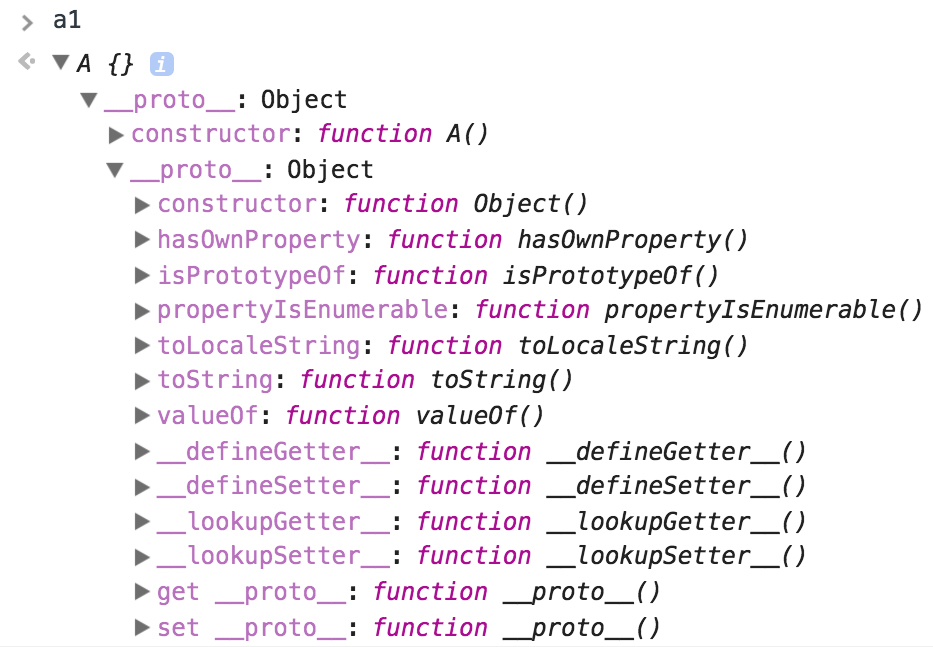 a1
A {} i
__proto__: Object
constructor: function A()
__proto__: Object
constructor: function Object()
hasOwnProperty: function hasOwnProperty()
isPrototypeOf: function isPrototypeOf()
propertyIsEnumerable: function propertyIsEnumerable()
toLocaleString: function toLocaleString()
toString: function toString()
valueOf: function valueOf()
__defineGetter__: function __defineGetter__()
__defineSetter__: function __defineSetter__()
__lookupGetter__: function __lookupGetter__()
__lookupSetter__: function __lookupSetter__()
get __proto__: function __proto__()
set __proto__: function __proto__()